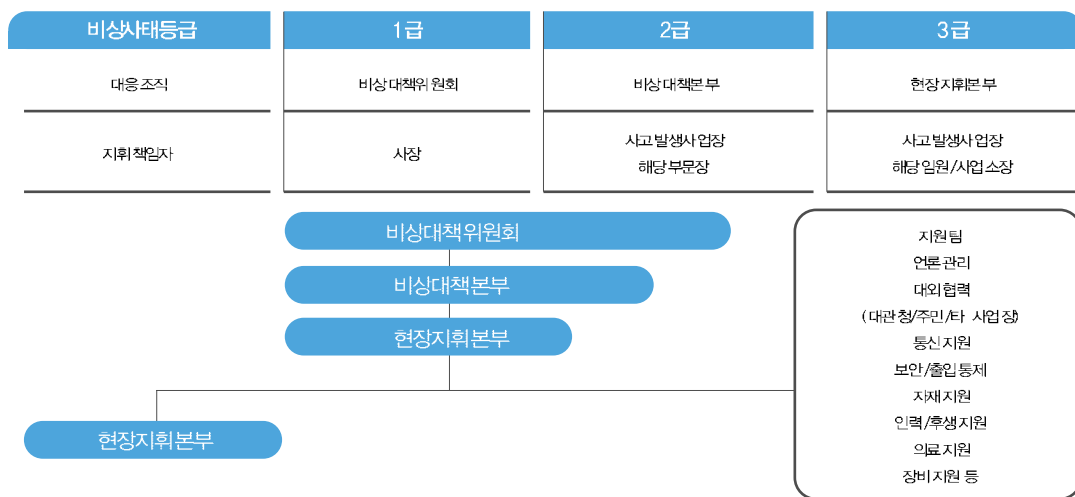 비상사태등급 1급 2급 3급
대응조직 비상대책위원회 비상대책본부 현장지휘본부
지휘책임자 사장 사고발생사업장 해당부문장 사고발생사업장 해당임원/사업소장
비상대책위원회
비상대책본부
현장지휘본부
현장지휘본부
지원팀
언론관리
대외협력
(대관청/주민/타 사업장)
통신지원
보안/출입통제
자재지원
인력/후생지원
의료지원
장비지원 등